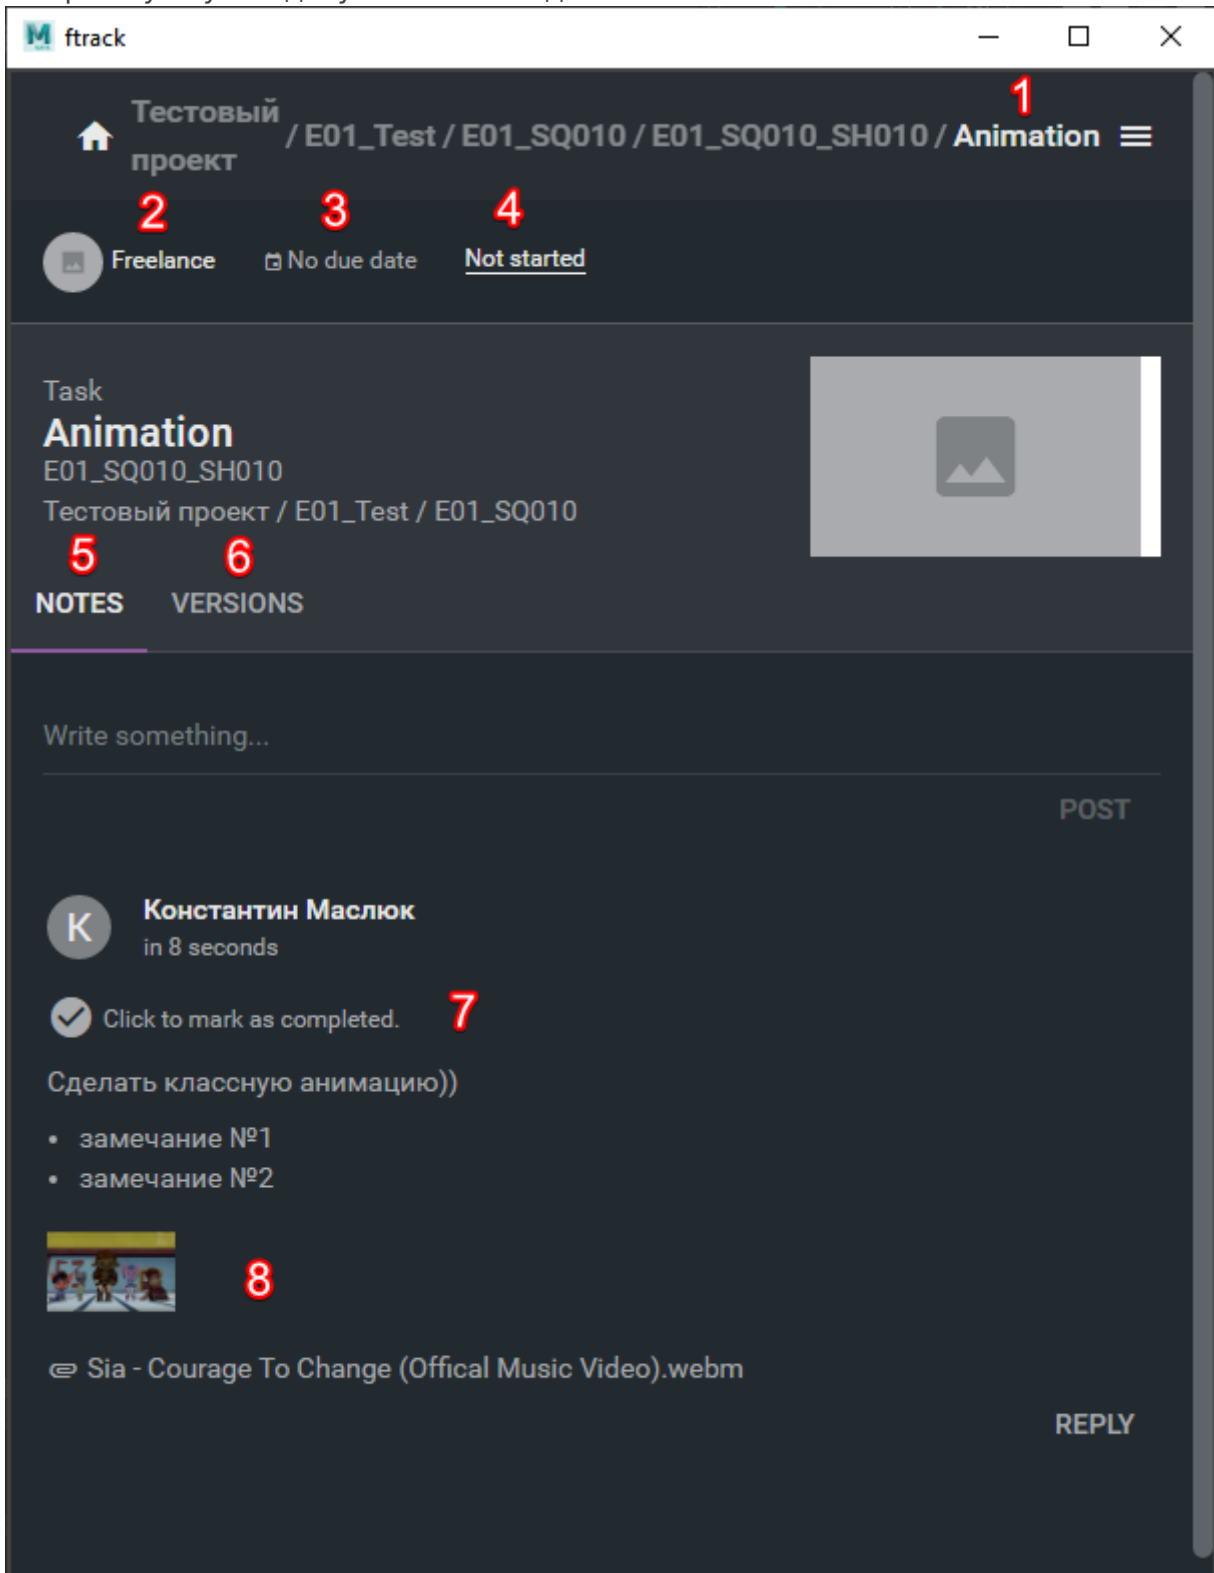 ftrack
1
Тестовый проект / E01_Test / E01_SQ010 / E01_SQ010_SH010 / Animation
2 3 4
Freelance No due date Not started
Task
Animation
E01_SQ010_SH010
Тестовый проект / E01_Test / E01_SQ010
5 6
NOTES VERSIONS
Write something...
POST
K Константин Маслюк
in 8 seconds
Click to mark as completed. 7
Сделать классную анимацию))
• замечание №1
• замечание №2
8
Sia - Courage To Change (Offical Music Video).webm
REPLY